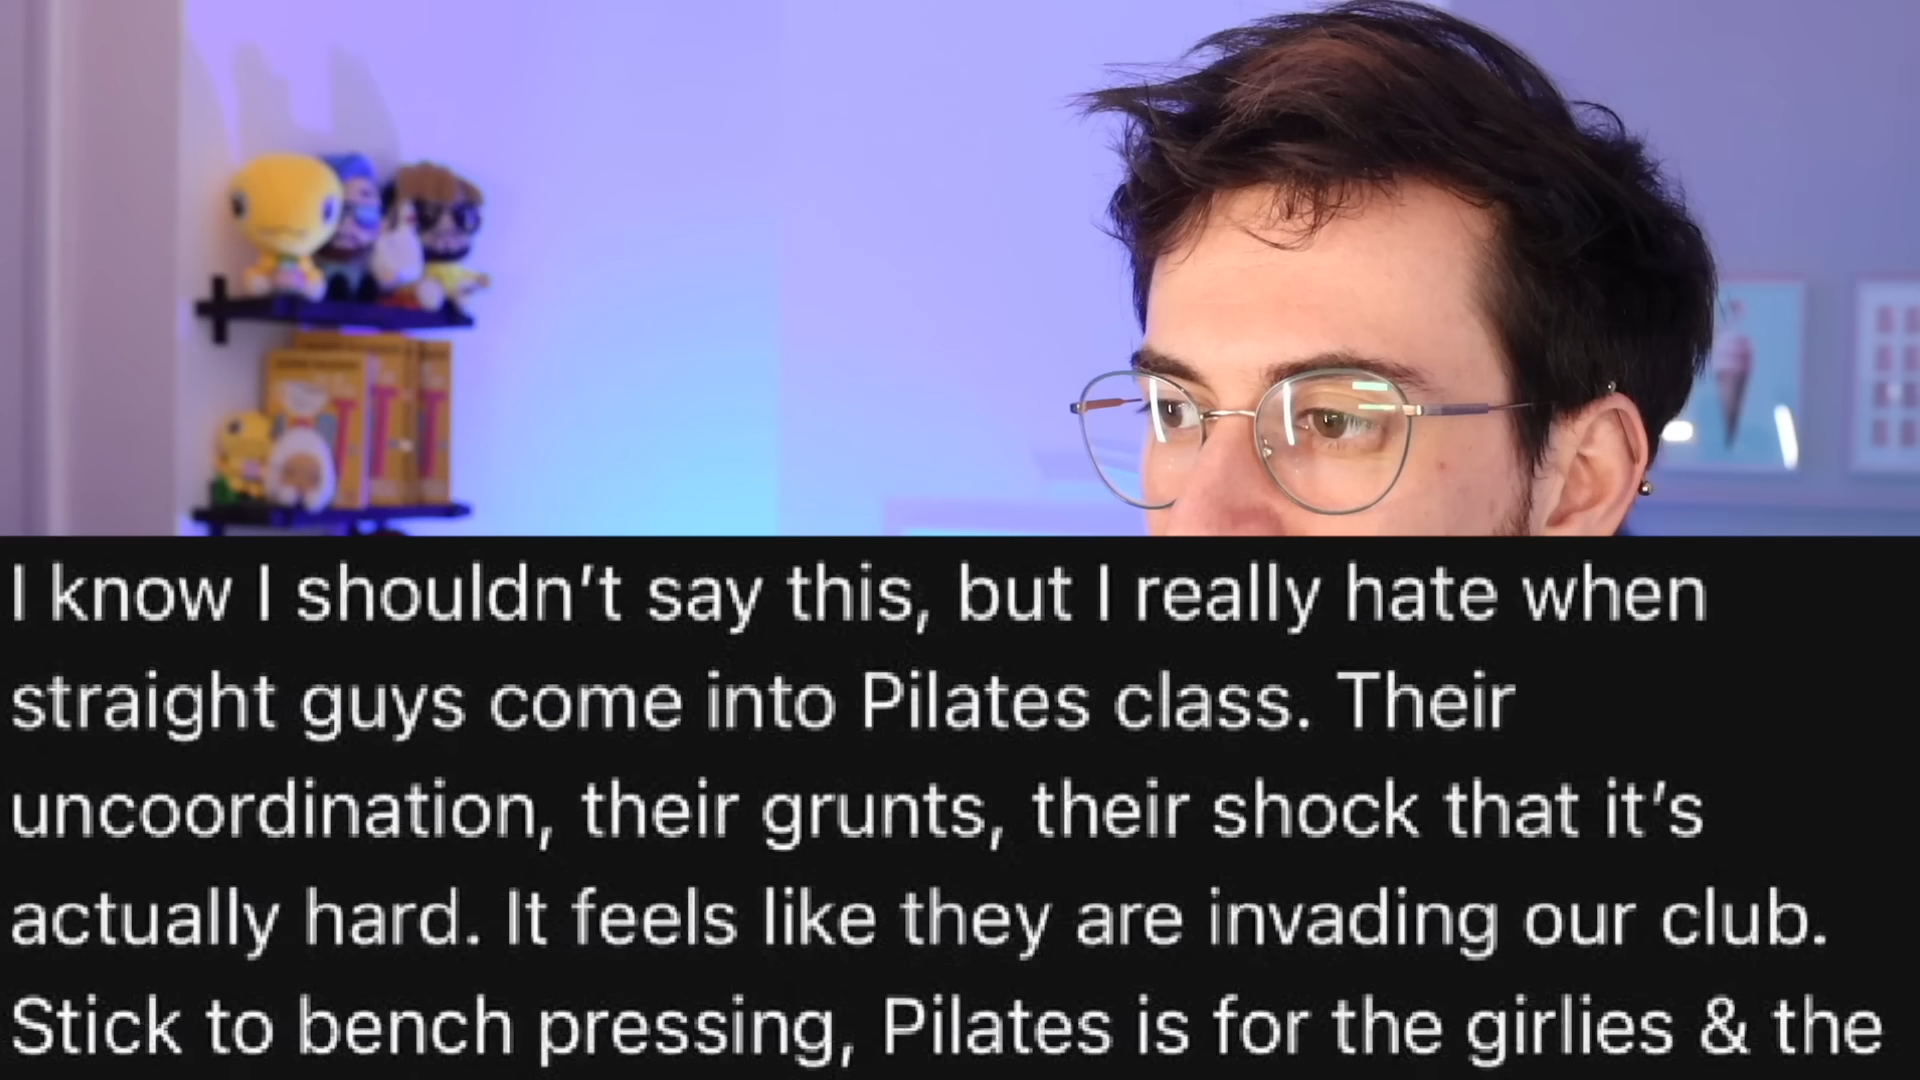 I know I shouldn’t say this, but I really hate when
straight guys come into Pilates class. Their
uncoordination, their grunts, their shock that it’s
actually hard. It feels like they are invading our club.
Stick to bench pressing, Pilates is for the girlies & the